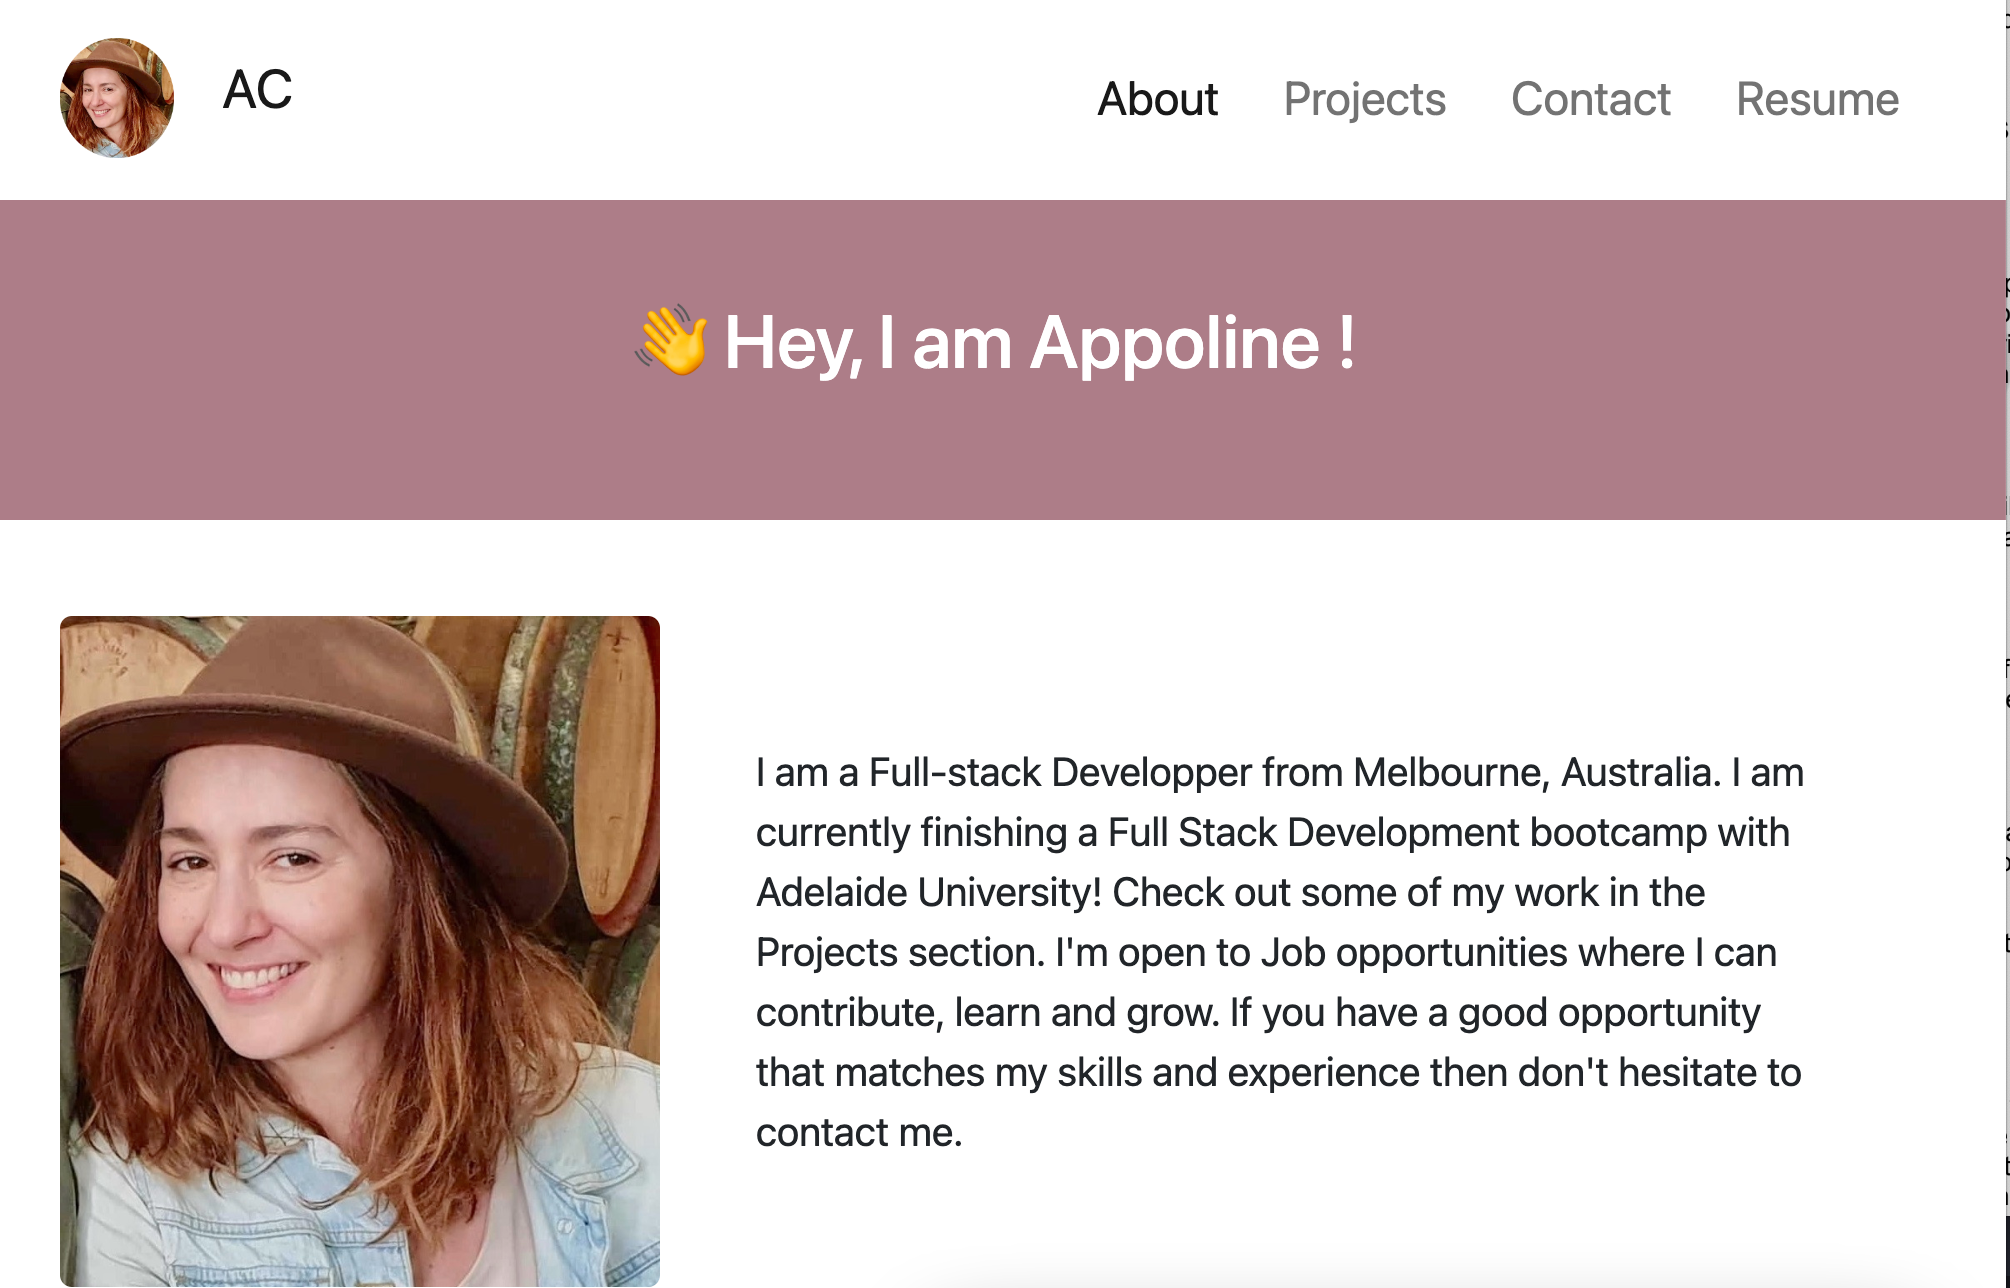 AC
About Projects Contact Resume
👋 Hey, I am Appoline !
I am a Full-stack Developper from Melbourne, Australia. I am
currently finishing a Full Stack Development bootcamp with
Adelaide University! Check out some of my work in the
Projects section. I'm open to Job opportunities where I can
contribute, learn and grow. If you have a good opportunity
that matches my skills and experience then don't hesitate to
contact me.